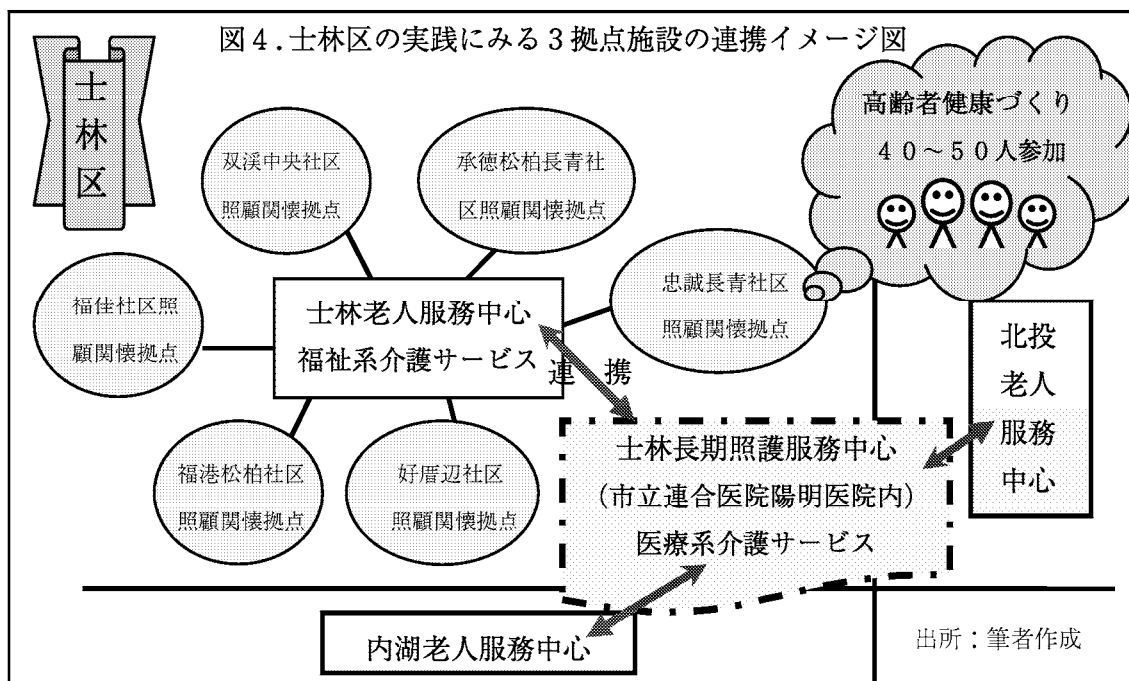 図４.士林区の実践にみる３拠点施設の連携イメージ図
士林区
高齢者健康づくり
４０～５０人参加
双渓中央社区
照顧関懐拠点
承徳松柏長青社
区照顧関懐拠点
福佳社区照
顧関懐拠点
士林老人服務中心
福祉系介護サービス
忠誠長青社区
照顧関懐拠点
連 携
北投
老人
服務
中心
福港松柏社区
照顧関懐拠点
好厝辺社区
照顧関懐拠点
士林長期照護服務中心
(市立連合医院陽明医院内)
医療系介護サービス
内湖老人服務中心
出所：筆者作成